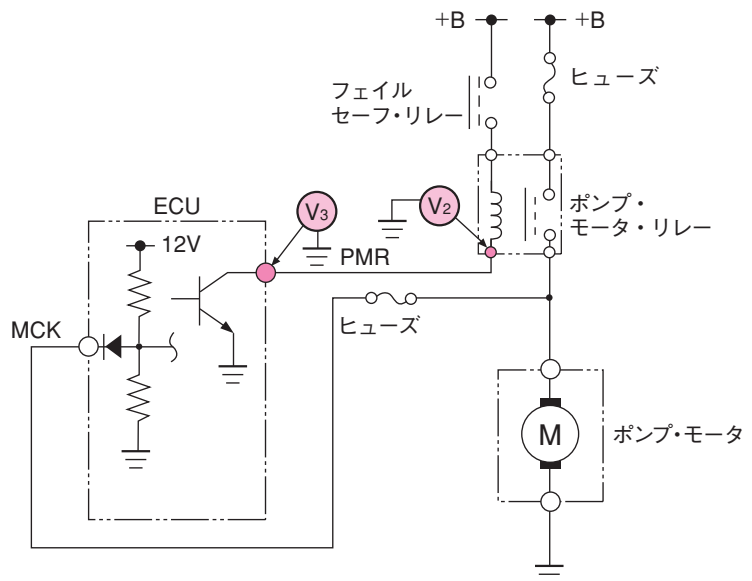 +B
+B
ヒューズ
フェイル
セーフ・リレー
ポンプ・
モータ・リレー
ECU
V3
V2
12V
PMR
MCK
ヒューズ
M
ポンプ・モータ